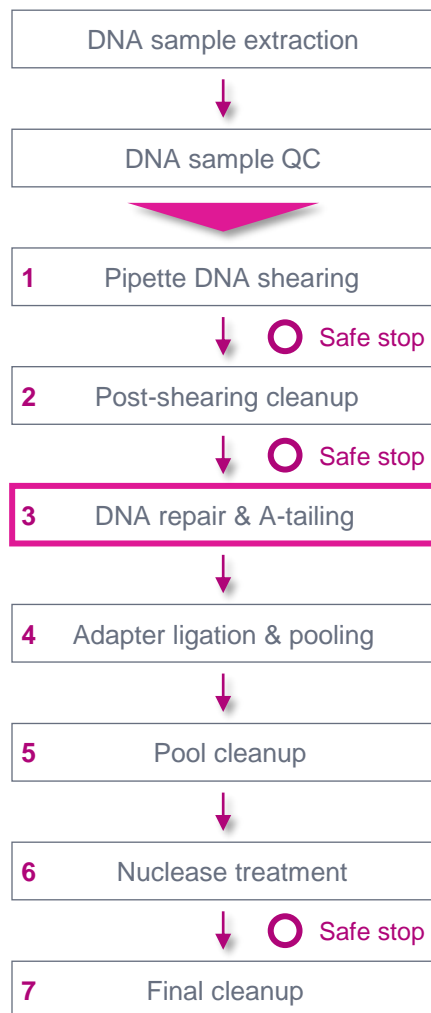 DNA sample extraction
DNA sample QC
1 Pipette DNA shearing
Safe stop
2 Post-shearing cleanup
Safe stop
3 DNA repair & A-tailing
4 Adapter ligation & pooling
5 Pool cleanup
6 Nuclease treatment
Safe stop
7 Final cleanup